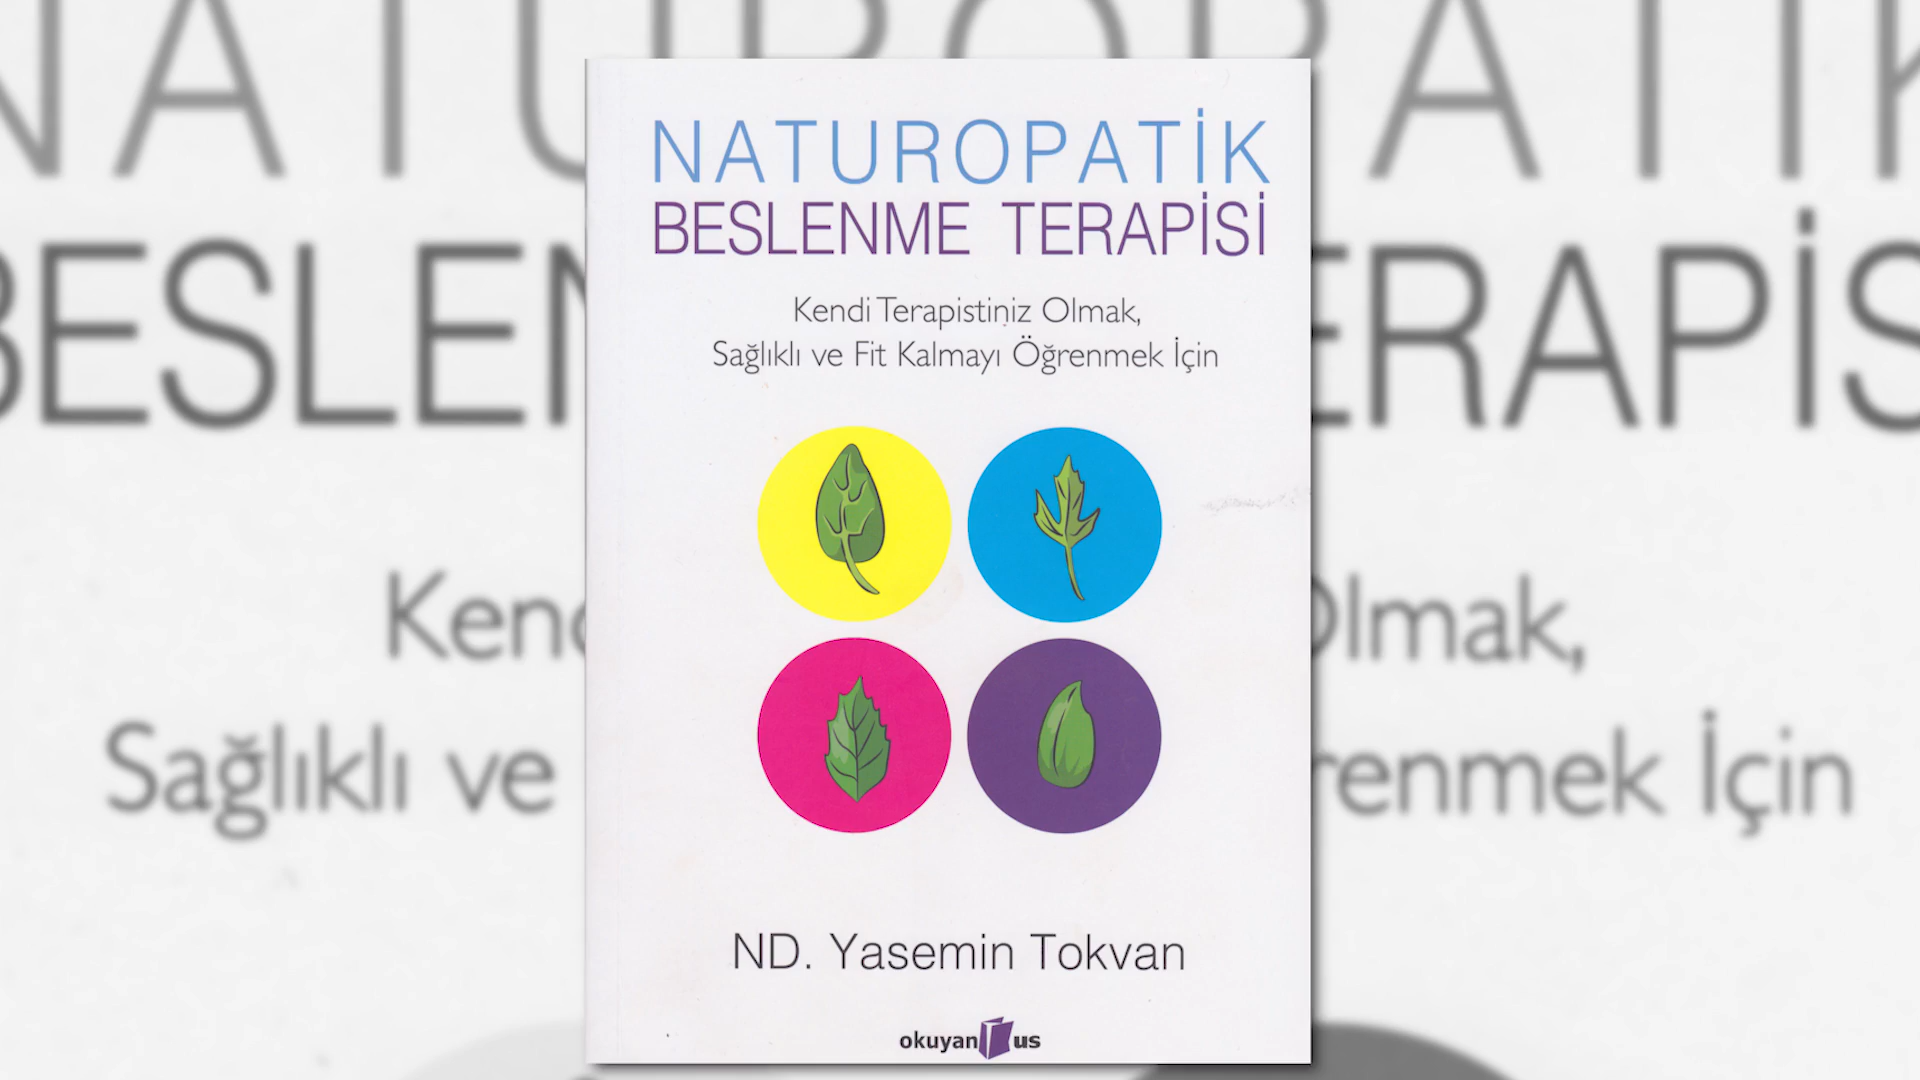 NATUROPATİK
BESLENME TERAPİSİ
Kendi Terapistiniz Olmak,
Sağlıklı ve Fit Kalmayı Öğrenmek İçin
ND. Yasemin Tokvan
okuyan us